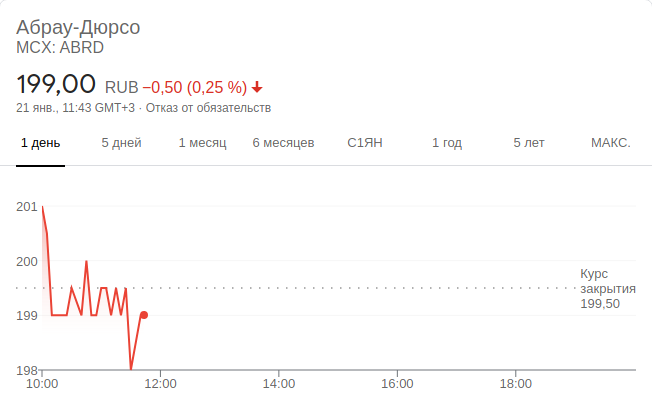 Абрау-Дюрсо
MCX: ABRD
199,00 RUB −0,50 (0,25 %)
21 янв., 11:43 GMT+3 · Отказ от обязательств
1 день 5 дней 1 месяц 6 месяцев С1ЯН 1 год 5 лет МАКС.
201
200
199
198
Курс
закрытия
199,50
10:00 12:00 14:00 16:00 18:00